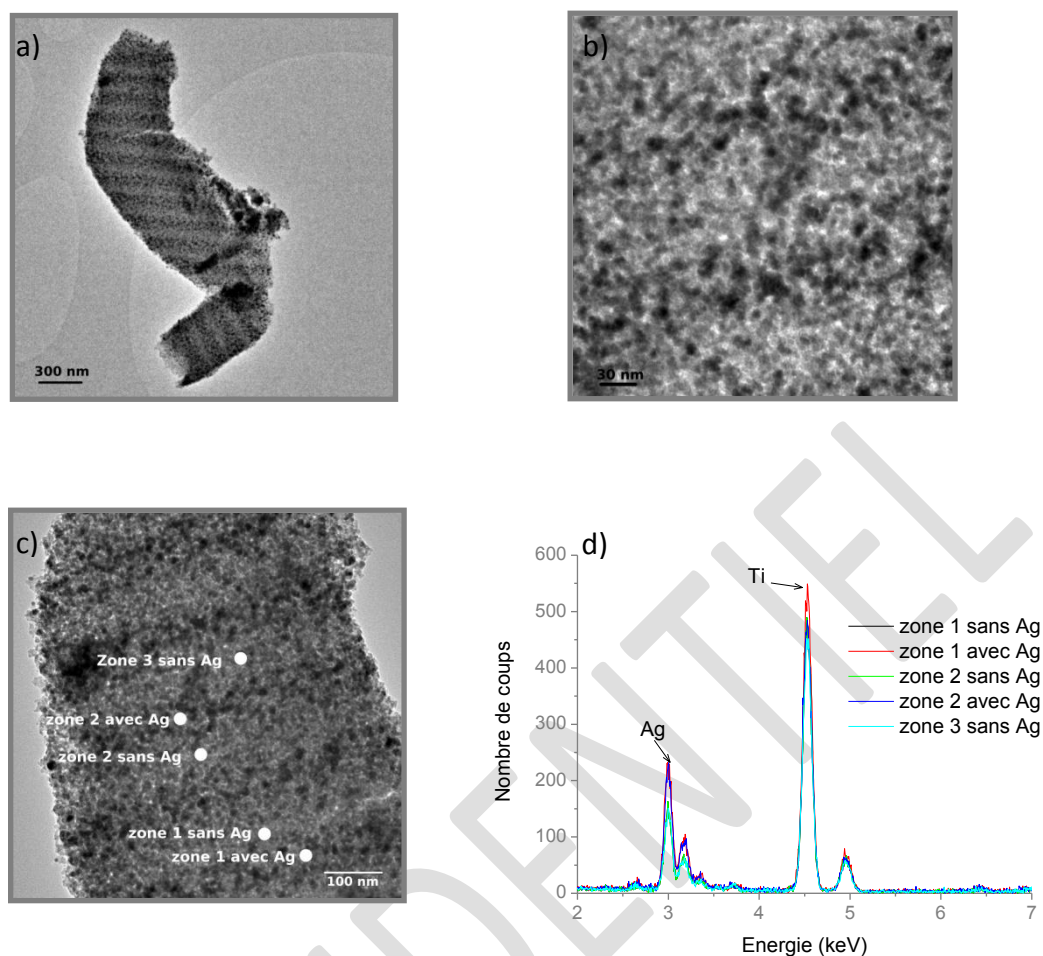 a)
300 nm
b)
30 nm
c)
Zone 3 sans Ag
zone 2 avec Ag
zone 2 sans Ag
zone 1 sans Ag
zone 1 avec Ag
100 nm
d)
600
500
400
300
200
100
0
Nombre de coups
Ag
Ti
zone 1 sans Ag
zone 1 avec Ag
zone 2 sans Ag
zone 2 avec Ag
zone 3 sans Ag
2 3 4 5 6 7
Energie (keV)
DENTIEL